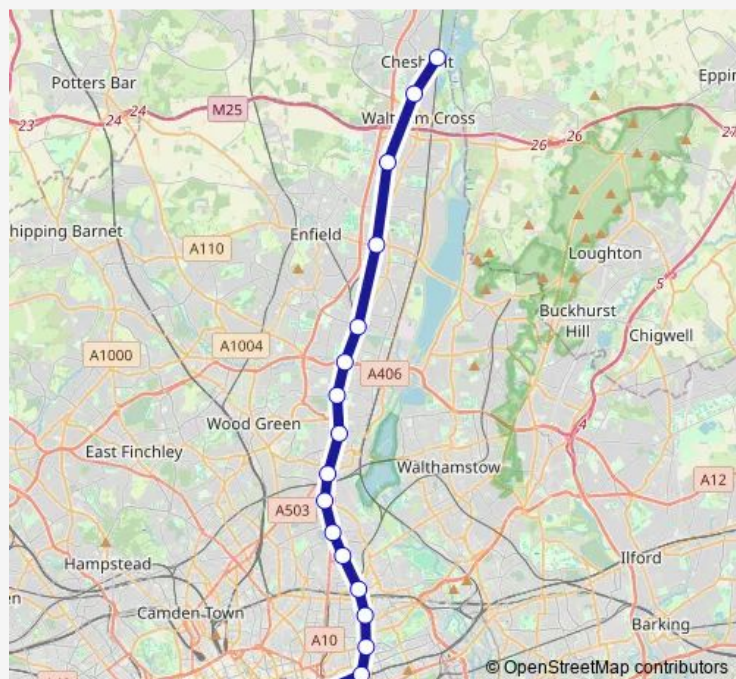 Potters Bar
M25
24
24
23
Waltham Cross
26
26
27
hipping Barnet
Enfield
A110
Loughton
5
Buckhurst
Hill
Chigwell
A1000
A1004
A406
Wood Green
4
East Finchley
Walthamstow
A12
A503
Hampstead
Ilford
en
Camden Town
A10
Barking
© OpenStreetMap contributors